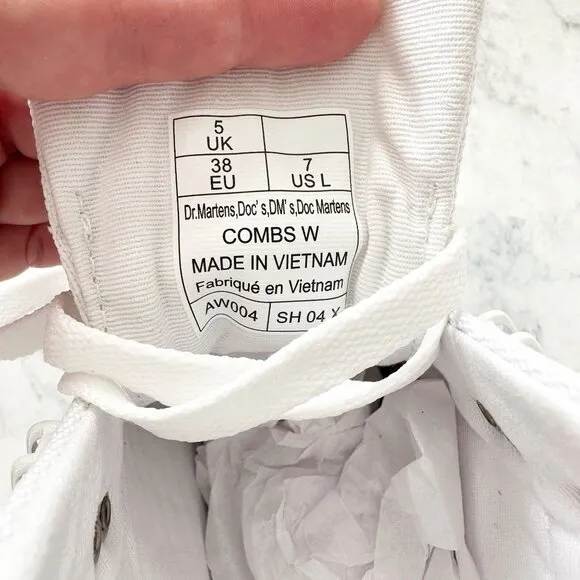 5
UK
38
EU
7
US L
Dr.Martens,Doc' s,DM' s,Doc Martens
COMBS W
MADE IN VIETNAM
Fabriqué en Vietnam
AW004
SH 04 X